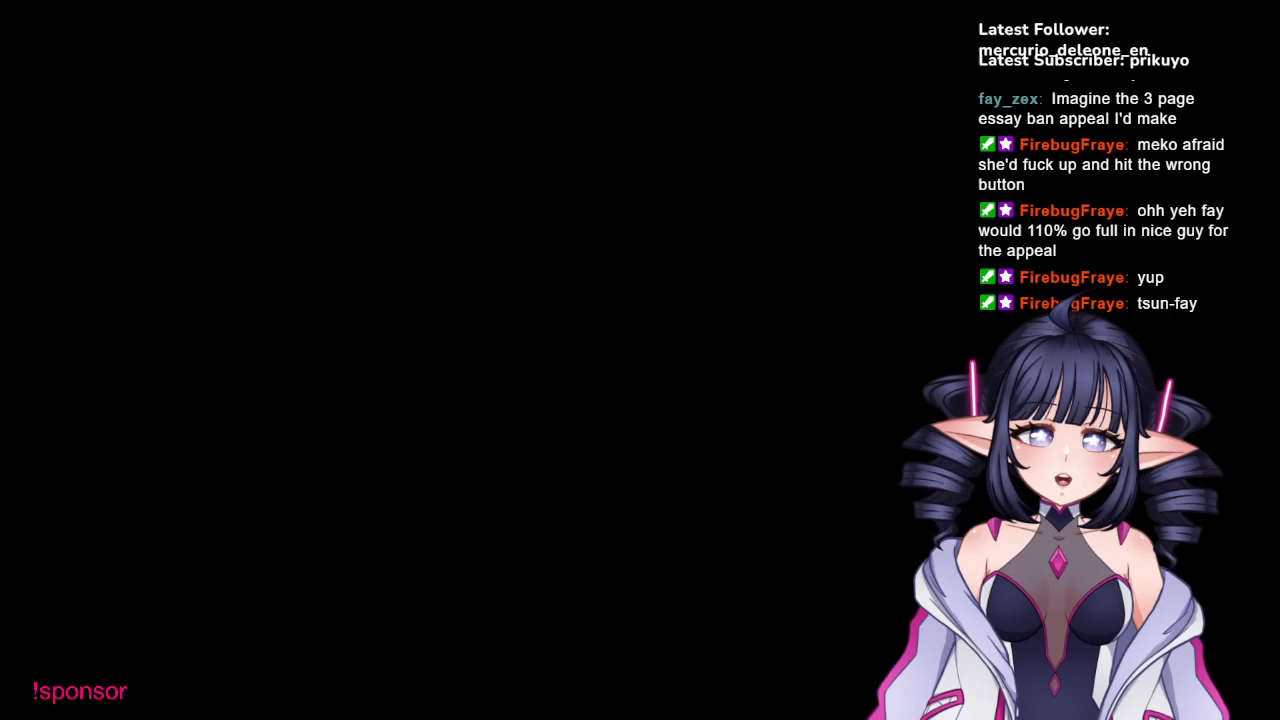 Latest Follower:
mercurio_deleone_en
Latest Subscriber: prikuyo
fay_zex: Imagine the 3 page
essay ban appeal I'd make
FirebugFraye: meko afraid
she'd fuck up and hit the wrong
button
FirebugFraye: ohh yeh fay
would 110% go full in nice guy for
the appeal
FirebugFraye: yup
FirebugFraye: tsun-fay
!sponsor